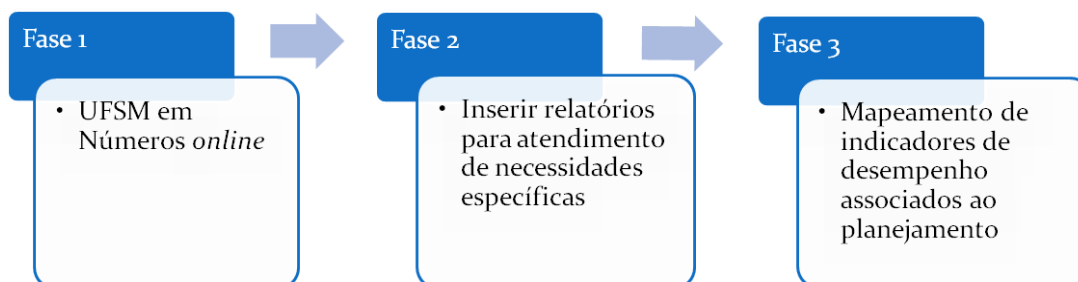 Fase 1
• UFSM em
Números online
Fase 2
• Inserir relatórios
para atendimento
de necessidades
específicas
Fase 3
• Mapeamento de
indicadores de
desempenho
associados ao
planejamento